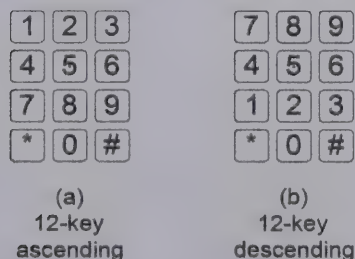 1 2 3
4 5 6
7 8 9
* 0 #
(a)
12-key
ascending
7 8 9
4 5 6
1 2 3
* 0 #
(b)
12-key
descending